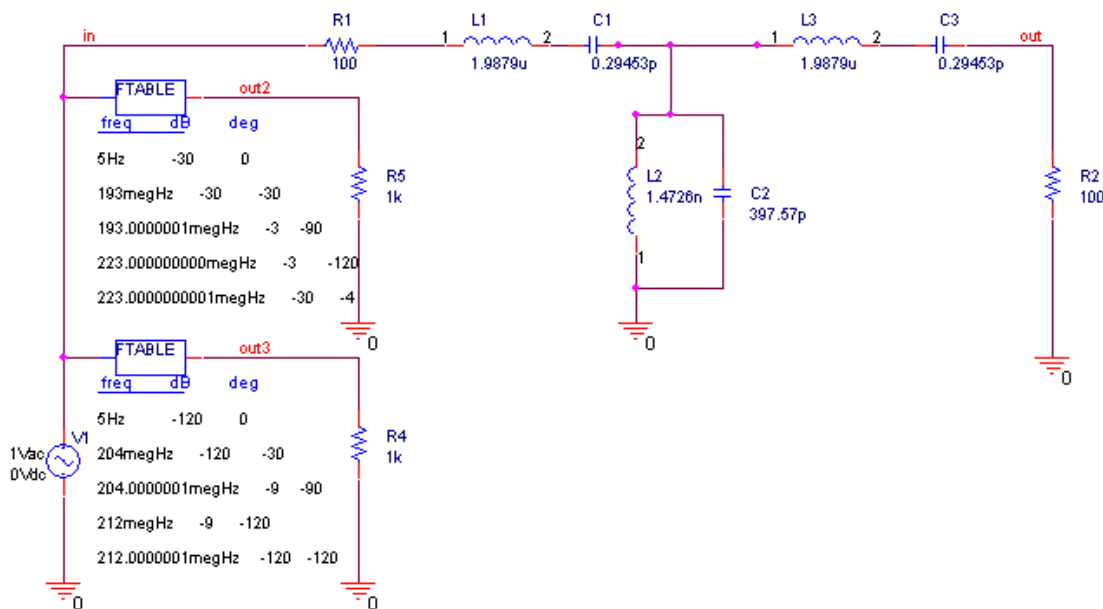 in
R1
100
L1
1
2
1.9879u
C1
0.29453p
L3
1
2
1.9879u
C3
0.29453p
out
FTABLE
out2
freq dB deg
5Hz -30 0
193megHz -30 -30
193.0000001megHz -3 -90
223.000000000megHz -3 -120
223.0000000001megHz -30 -4
R5
1k
0
2
L2
1.4726n
1
C2
397.57p
0
R2
100
0
FTABLE
out3
freq dB deg
5Hz -120 0
204megHz -120 -30
204.0000001megHz -9 -90
212megHz -9 -120
212.0000001megHz -120 -120
V1
1Vac
0Vdc
0
R4
1k
0